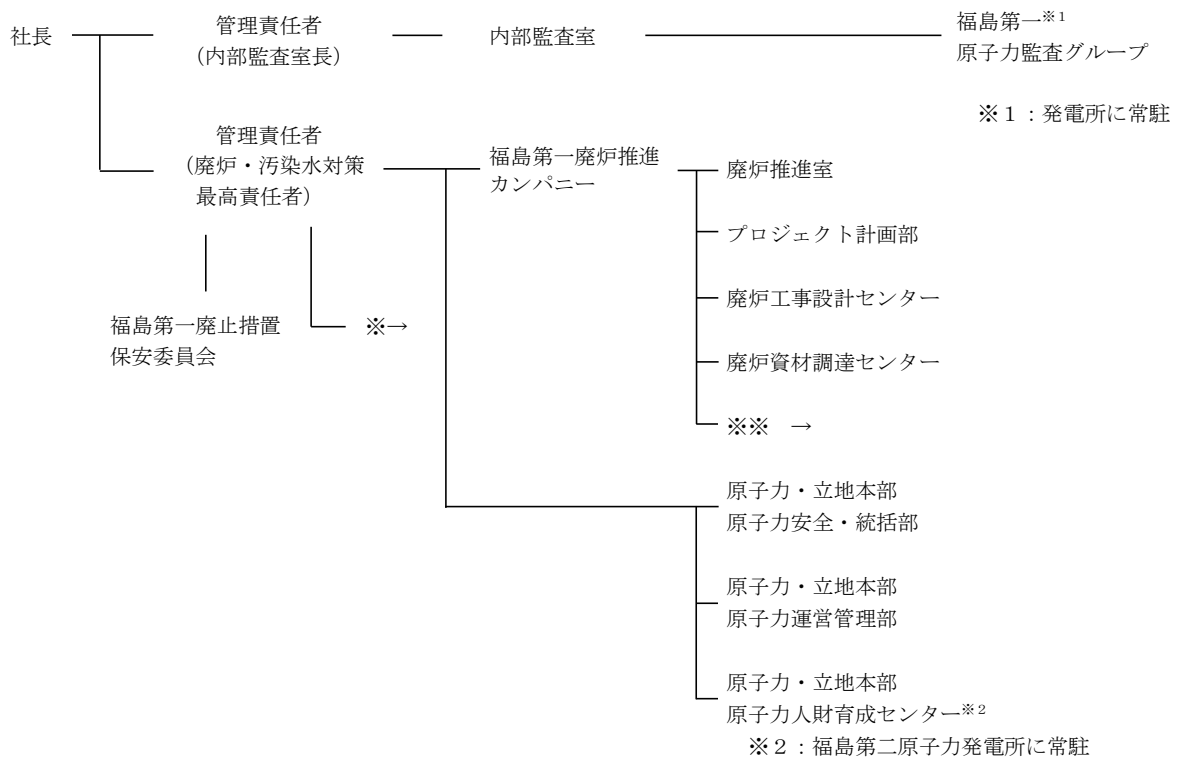 社長
管理責任者
(内部監査室長)
内部監査室
福島第一※1
原子力監査グループ
※1:発電所に常駐
管理責任者
(廃炉・汚染水対策
最高責任者)
福島第一廃炉推進
カンパニー
廃炉推進室
プロジェクト計画部
廃炉工事設計センター
廃炉資材調達センター
※※ →
福島第一廃止措置
保安委員会
※→
原子力・立地本部
原子力安全・統括部
原子力・立地本部
原子力運営管理部
原子力・立地本部
原子力人財育成センター※2
※2:福島第二原子力発電所に常駐